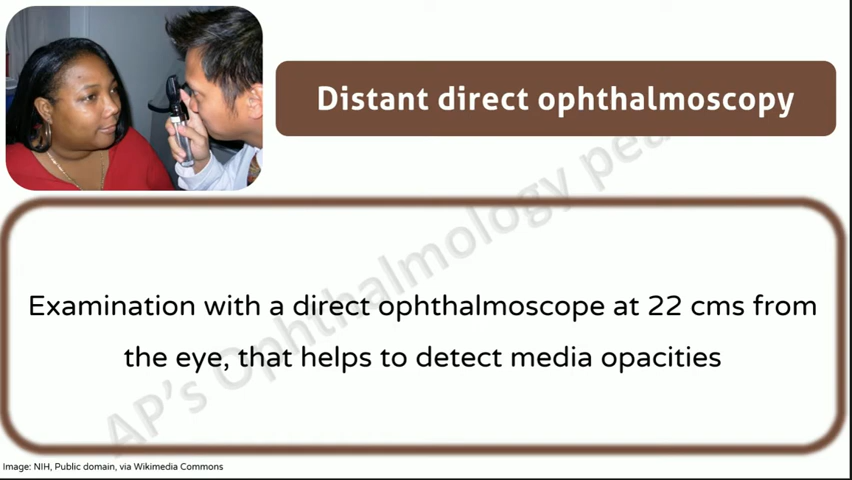 Distant direct ophthalmoscopy
Examination with a direct ophthalmoscope at 22 cms from
the eye, that helps to detect media opacities
AP's Ophthalmology pea
Image: NIH, Public domain, via Wikimedia Commons